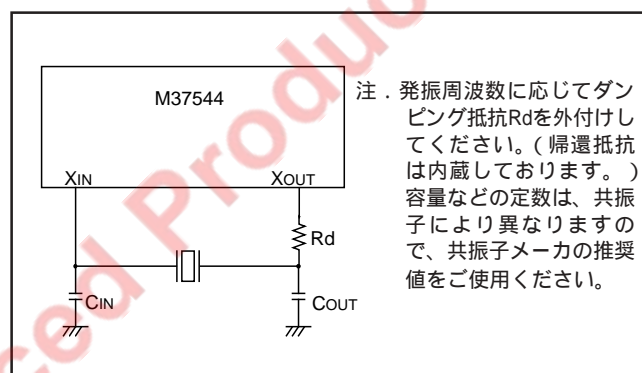 M37544
XIN
XOUT
Rd
CIN
COUT
注．発振周波数に応じてダン
ピング抵抗Rdを外付けし
てください。(帰還抵抗
は内蔵しております。)
容量などの定数は、共振
子により異なりますの
で、共振子メーカの推奨
値をご使用ください。
ced Produc